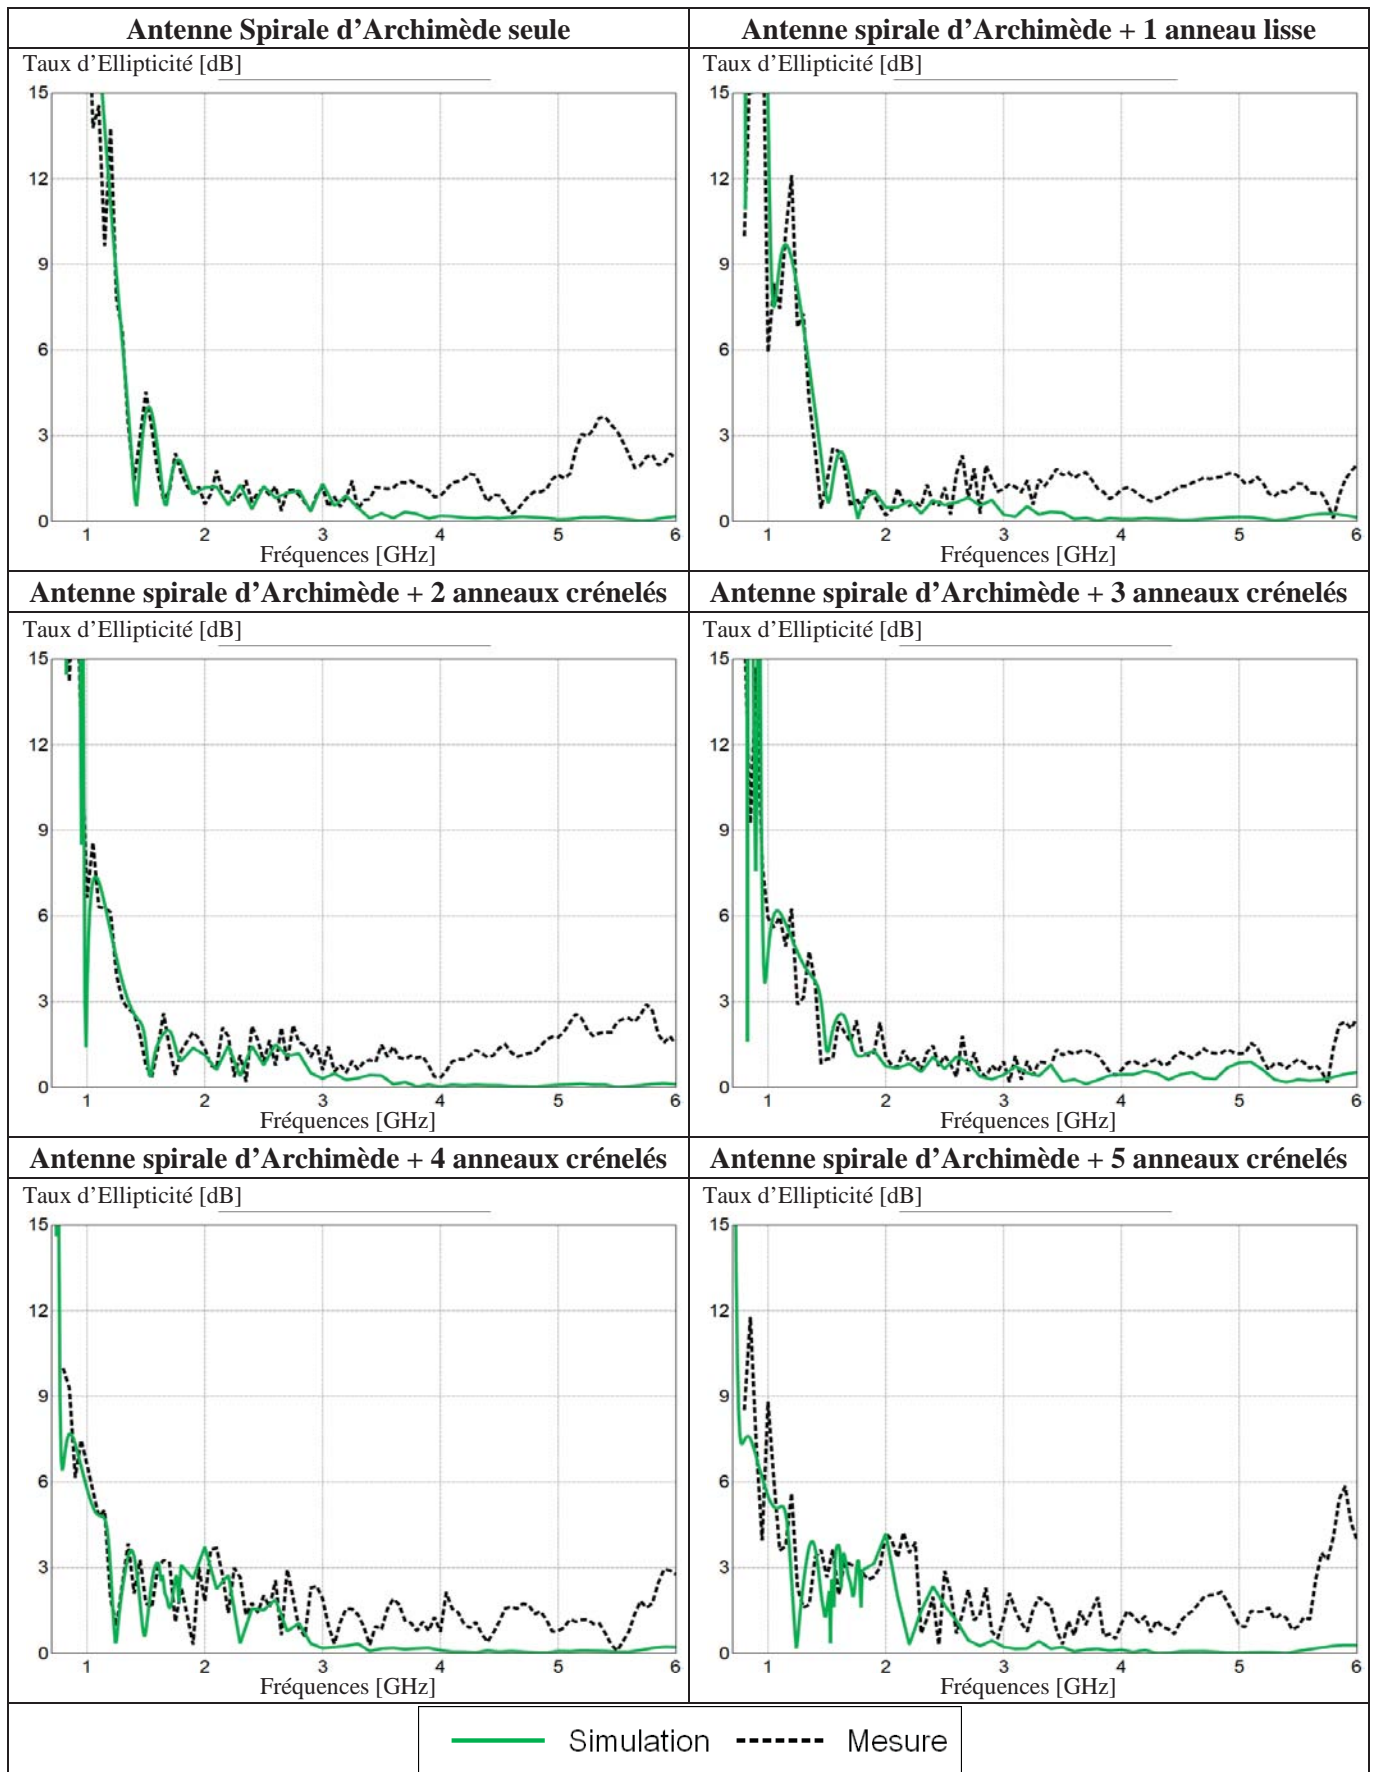 Antenne Spirale d'Archimède seule
Antenne spirale d'Archimède + 1 anneau lisse
Taux d'Ellipticité [dB]
15
12
9
6
3
0
1 2 3 4 5 6
Fréquences [GHz]
Taux d'Ellipticité [dB]
15
12
9
6
3
0
1 2 3 4 5 6
Fréquences [GHz]
Antenne spirale d'Archimède + 2 anneaux crénelés
Antenne spirale d'Archimède + 3 anneaux crénelés
Taux d'Ellipticité [dB]
15
12
9
6
3
0
1 2 3 4 5 6
Fréquences [GHz]
Taux d'Ellipticité [dB]
15
12
9
6
3
0
1 2 3 4 5 6
Fréquences [GHz]
Antenne spirale d'Archimède + 4 anneaux crénelés
Antenne spirale d'Archimède + 5 anneaux crénelés
Taux d'Ellipticité [dB]
15
12
9
6
3
0
1 2 3 4 5 6
Fréquences [GHz]
Taux d'Ellipticité [dB]
15
12
9
6
3
0
1 2 3 4 5 6
Fréquences [GHz]
Simulation Mesure